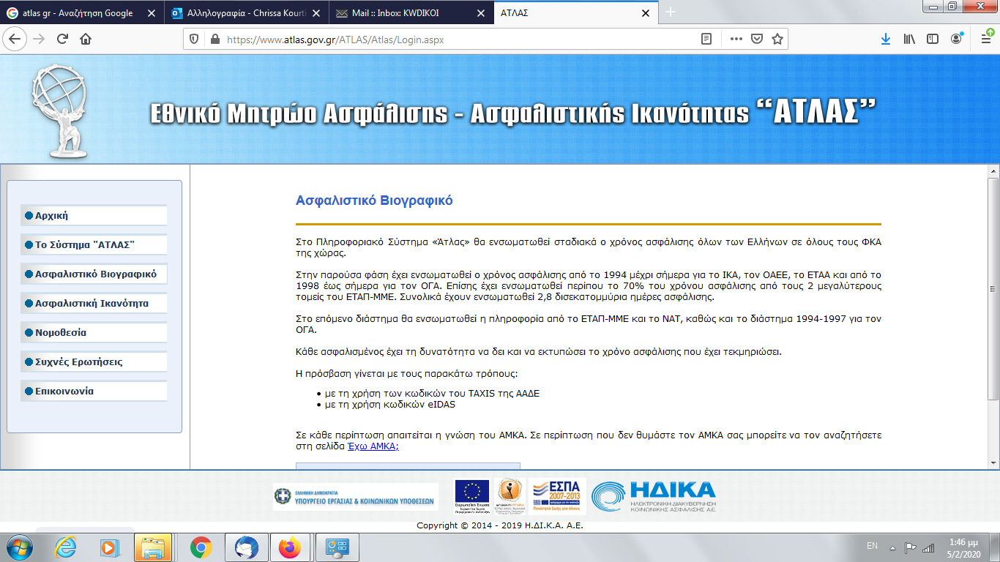 atlas gr - Αναζήτηση Google
Αλληλογραφία - Chrissa Kourti
Mail :: Inbox: KWDIKOI
ΑΤΛΑΣ
https://www.atlas.gov.gr/ATLAS/Atlas/Login.aspx
Εθνικό Μητρώο Ασφάλισης - Ασφαλιστικής Ικανότητας “ΑΤΛΑΣ”
Αρχική
Το Σύστημα "ΑΤΛΑΣ"
Ασφαλιστικό Βιογραφικό
Ασφαλιστική Ικανότητα
Νομοθεσία
Συχνές Ερωτήσεις
Επικοινωνία
Ασφαλιστικό Βιογραφικό
Στο Πληροφοριακό Σύστημα «Άτλας» θα ενσωματωθεί σταδιακά ο χρόνος ασφάλισης όλων των Ελλήνων σε όλους τους ΦΚΑ
της χώρας.
Στην παρούσα φάση έχει ενσωματωθεί ο χρόνος ασφάλισης από το 1994 μέχρι σήμερα για το ΙΚΑ, τον ΟΑΕΕ, το ΕΤΑΑ και από το
1998 έως σήμερα για τον ΟΓΑ. Επίσης έχει ενσωματωθεί περίπου το 70% του χρόνου ασφάλισης από τους 2 μεγαλύτερους
τομείς του ΕΤΑΠ-ΜΜΕ. Συνολικά έχουν ενσωματωθεί 2,8 δισεκατομμύρια ημέρες ασφάλισης.
Στο επόμενο διάστημα θα ενσωματωθεί η πληροφορία από το ΕΤΑΠ-ΜΜΕ και το ΝΑΤ, καθώς και το διάστημα 1994-1997 για τον
ΟΓΑ.
Κάθε ασφαλισμένος έχει τη δυνατότητα να δει και να εκτυπώσει το χρόνο ασφάλισης που έχει τεκμηριώσει.
Η πρόσβαση γίνεται με τους παρακάτω τρόπους:
• με τη χρήση των κωδικών του TAXIS της ΑΑΔΕ
• με τη χρήση κωδικών eIDAS
Σε κάθε περίπτωση απαιτείται η γνώση του ΑΜΚΑ. Σε περίπτωση που δεν θυμάστε τον ΑΜΚΑ σας μπορείτε να τον αναζητήσετε
στη σελίδα Έχω ΑΜΚΑ;
ΕΛΛΗΝΙΚΗ ΔΗΜΟΚΡΑΤΙΑ
ΥΠΟΥΡΓΕΙΟ ΕΡΓΑΣΙΑΣ & ΚΟΙΝΩΝΙΚΩΝ ΥΠΟΘΕΣΕΩΝ
Ευρωπαϊκή Ένωση
ΕΣΠΑ
2007-2013
ΗΔΙΚΑ
ΗΛΕΚΤΡΟΝΙΚΗ ΔΙΑΚΥΒΕΡΝΗΣΗ
ΚΟΙΝΩΝΙΚΗΣ ΑΣΦΑΛΙΣΗΣ Α.Ε.
Copyright © 2014 - 2019 Η.ΔΙ.Κ.Α. Α.Ε.
EN
1:46 μμ
5/2/2020